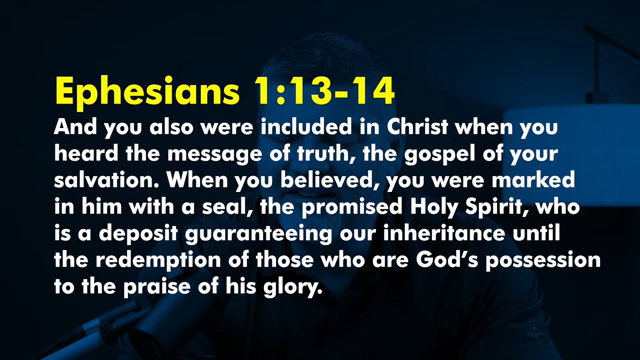 Ephesians 1:13-14
And you also were included in Christ when you
heard the message of truth, the gospel of your
salvation. When you believed, you were marked
in him with a seal, the promised Holy Spirit, who
is a deposit guaranteeing our inheritance until
the redemption of those who are God’s possession
to the praise of his glory.